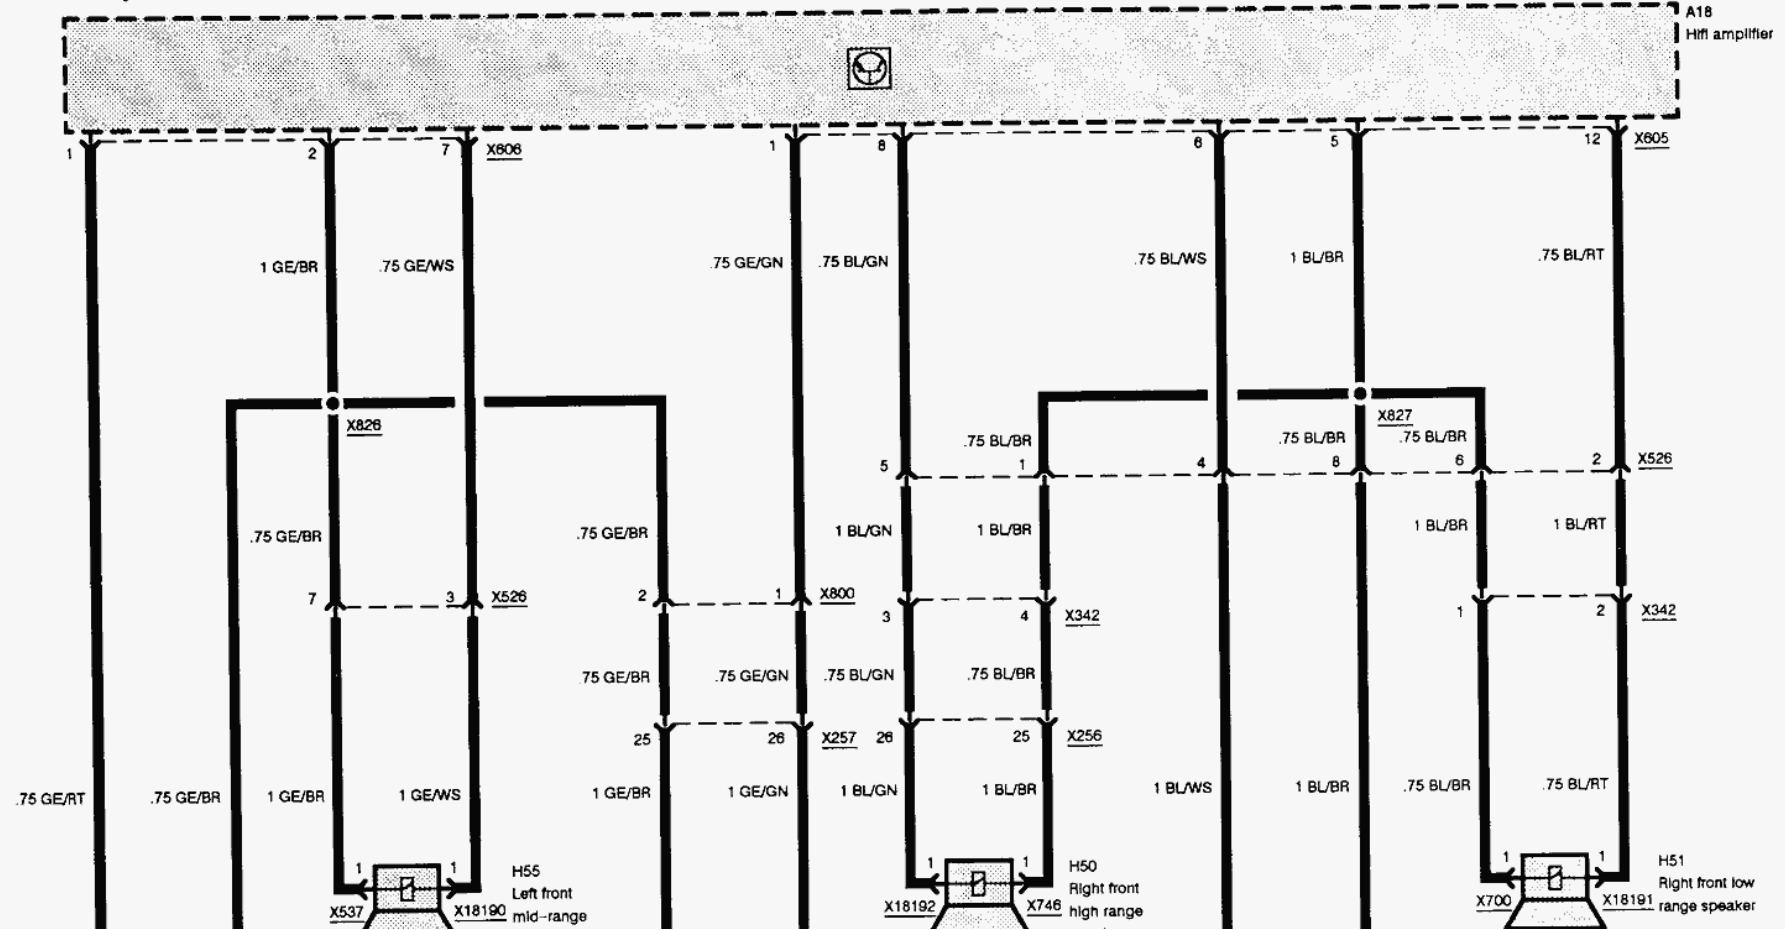 A18
Hifi amplifier
1 2 7 X606 1 8 6 5 12 X605
1 GE/BR .75 GE/WS .75 GE/GN .75 BL/GN .75 BL/WS 1 BL/BR .75 BL/RT
X826 X827
.75 BL/BR .75 BL/BR .75 BL/BR
5 1 4 8 6 2 X526
.75 GE/BR .75 GE/BR 1 BL/GN 1 BL/BR 1 BL/BR 1 BL/RT
7 3 X526 2 1 X800 3 4 X342 1 2 X342
.75 GE/BR .75 GE/GN .75 BL/GN .75 BL/BR
25 26 X257 26 25 X256
.75 GE/RT .75 GE/BR 1 GE/BR 1 GE/WS 1 GE/BR 1 GE/GN 1 BL/GN 1 BL/BR 1 BL/WS 1 BL/BR .75 BL/BR .75 BL/RT
1 1 H55
Left front
mid-range
X537 X18190
1 1 H50
Right front
high range
X18192 X746
1 1 H51
Right front low
range speaker
X700 X18191